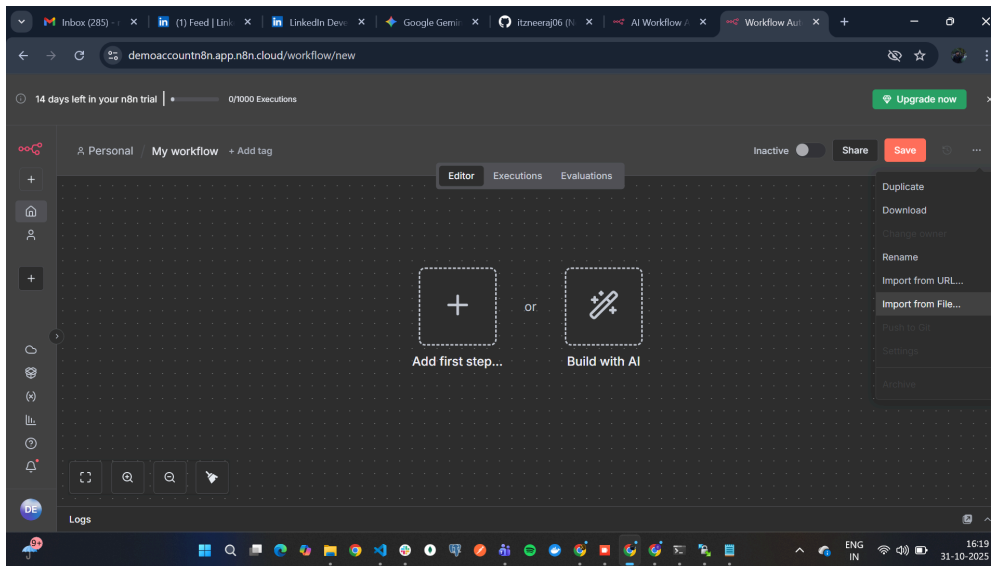 Inbox (285) -
(1) Feed | Link
LinkedIn Deve
Google Gemin
itzneeraj06 (N
AI Workflow A
Workflow Aut
demoaccountn8n.app.n8n.cloud/workflow/new
14 days left in your n8n trial
0/1000 Executions
Upgrade now
Personal / My workflow + Add tag
Inactive
Share
Save
...
Editor
Executions
Evaluations
Duplicate
Download
Change owner
Rename
Import from URL...
Import from File...
Push to Git
Settings
Archive
or
Add first step...
Build with AI
DE
Logs
9+
ENG
IN
16:19
31-10-2025